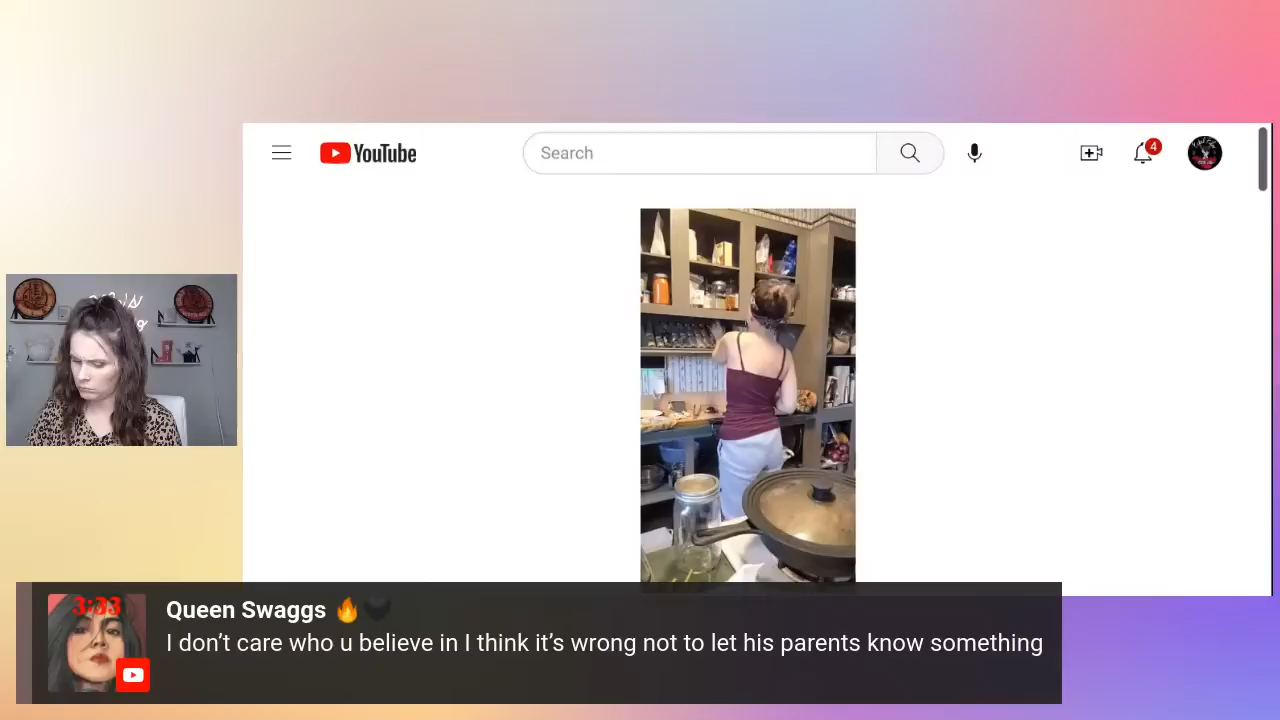 YouTube
Search
4
3:33
Queen Swaggs 🔥🖤
I don’t care who u believe in I think it’s wrong not to let his parents know something